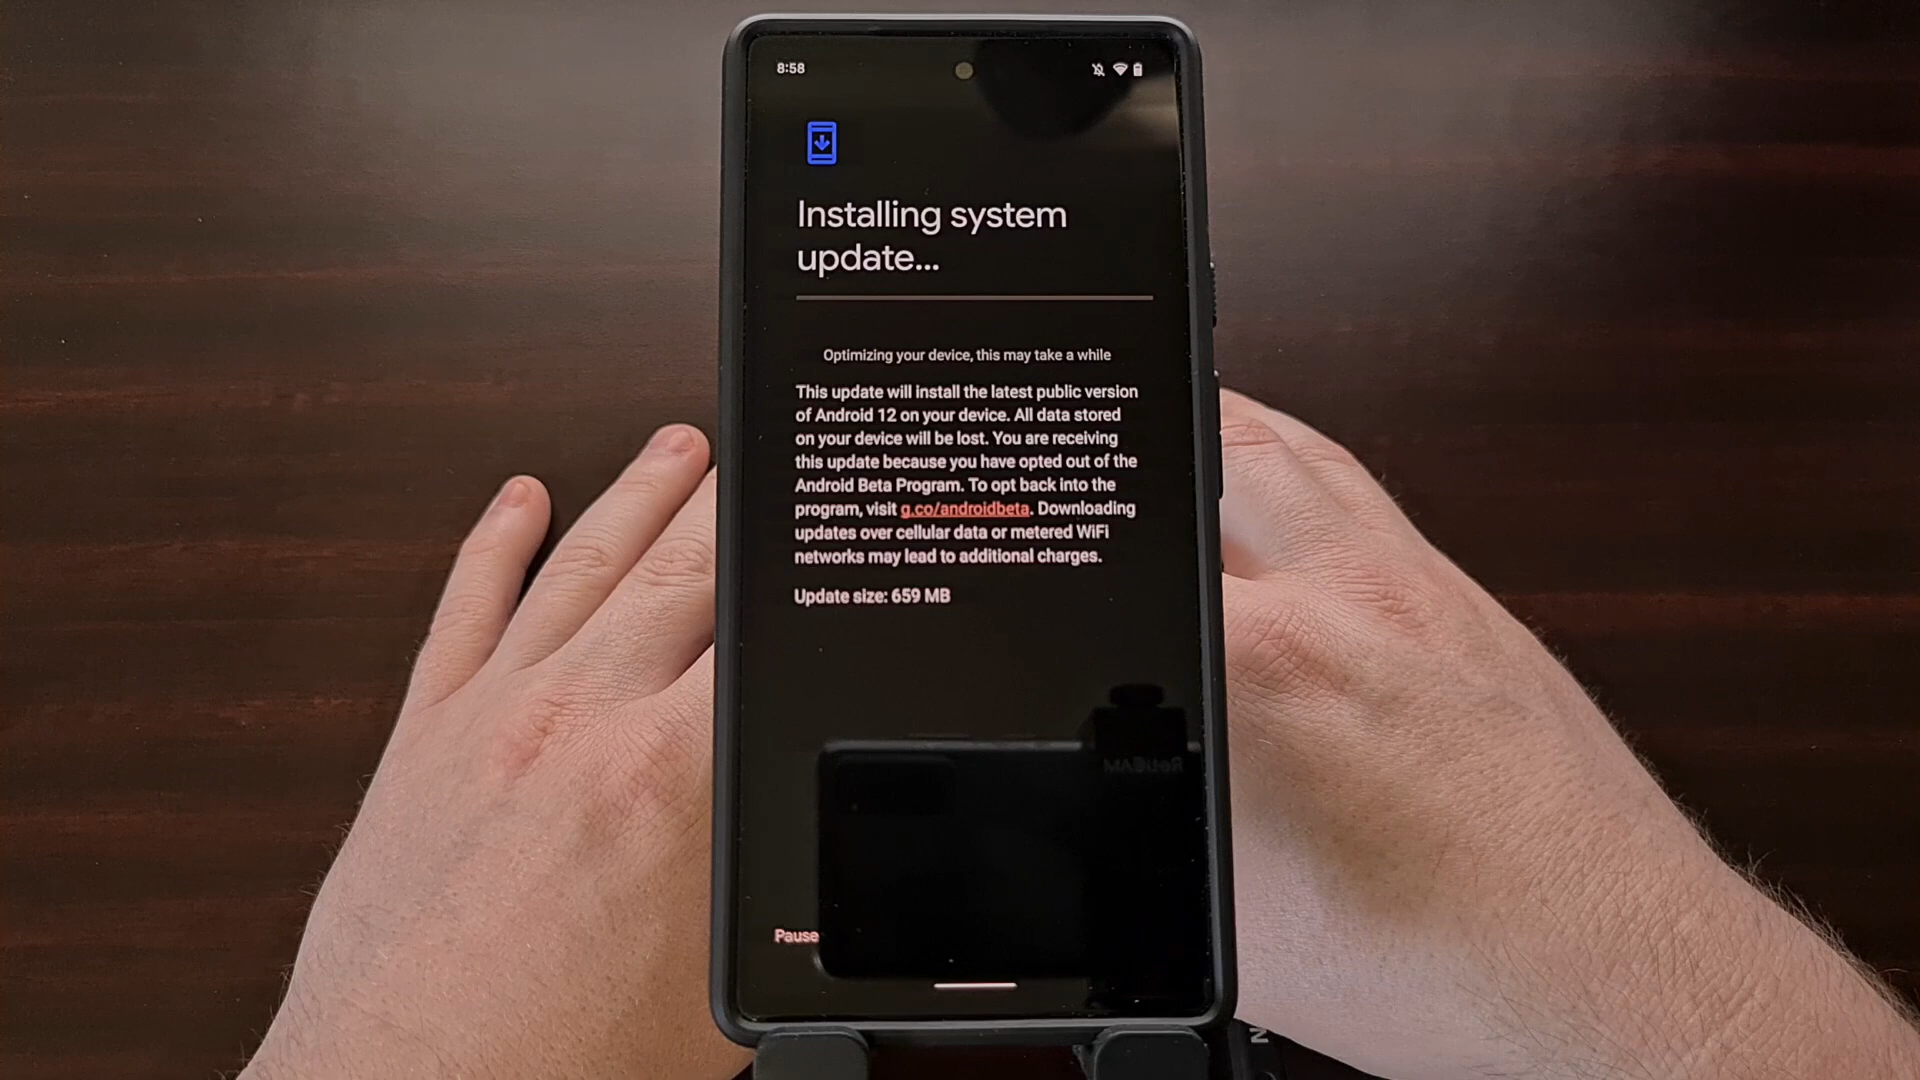 8:58
Installing system
update...
Optimizing your device, this may take a while
This update will install the latest public version
of Android 12 on your device. All data stored
on your device will be lost. You are receiving
this update because you have opted out of the
Android Beta Program. To opt back into the
program, visit g.co/androidbeta. Downloading
updates over cellular data or metered WiFi
networks may lead to additional charges.
Update size: 659 MB
Pause